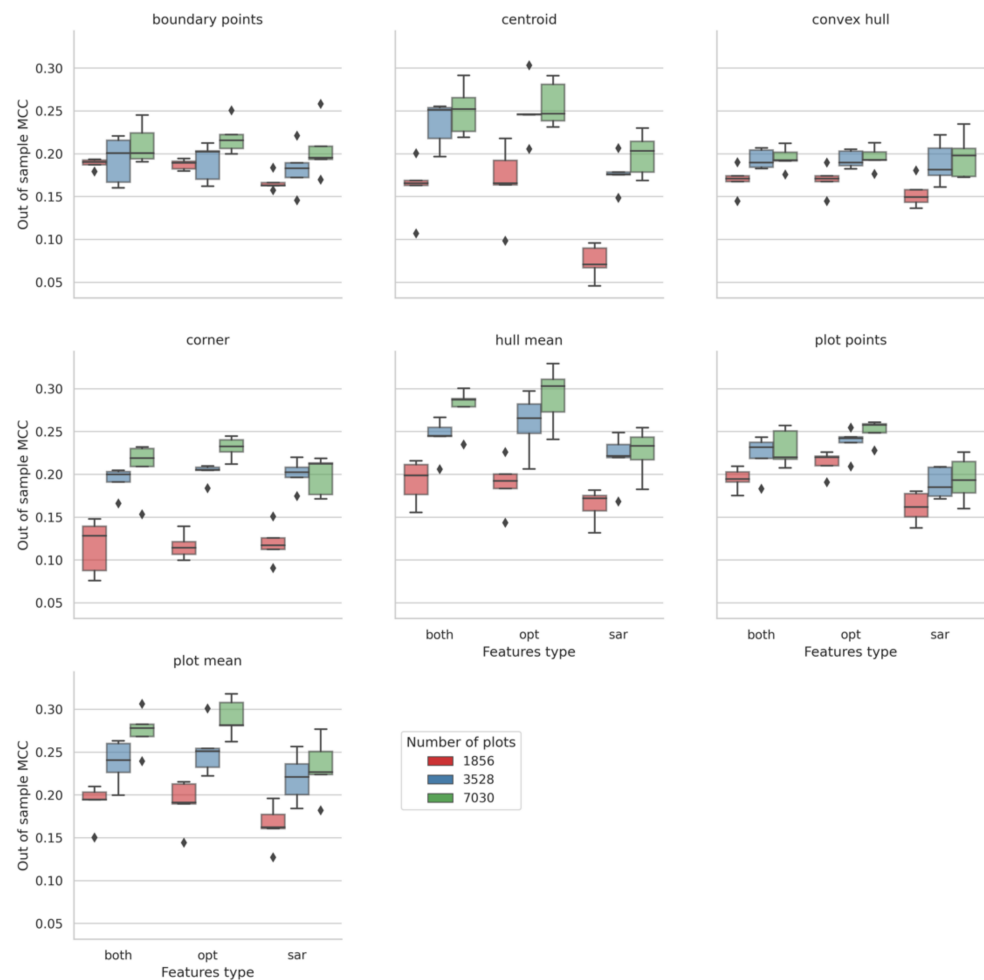 boundary points
centroid
convex hull
Out of sample MCC
0.30
0.25
0.20
0.15
0.10
0.05
corner
hull mean
plot points
Out of sample MCC
0.30
0.25
0.20
0.15
0.10
0.05
both opt sar
Features type
both opt sar
Features type
plot mean
Out of sample MCC
0.30
0.25
0.20
0.15
0.10
0.05
both opt sar
Features type
Number of plots
1856
3528
7030